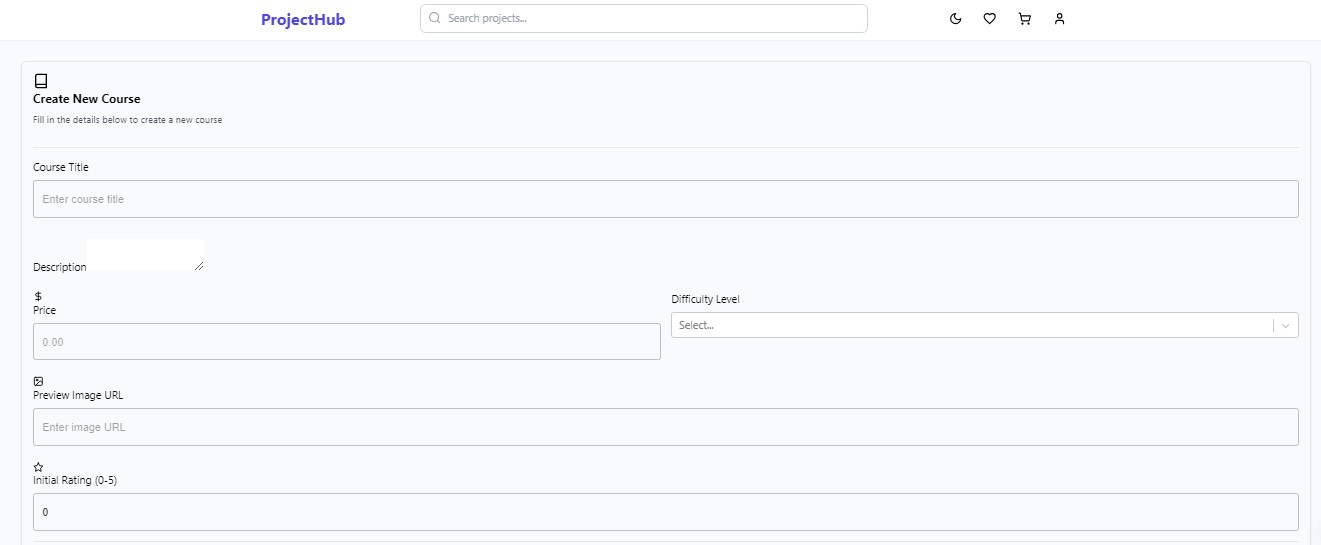 ProjectHub
Search projects...
Create New Course
Fill in the details below to create a new course
Course Title
Enter course title
Description
$
Price
0.00
Difficulty Level
Select...
Preview Image URL
Enter image URL
Initial Rating (0-5)
0